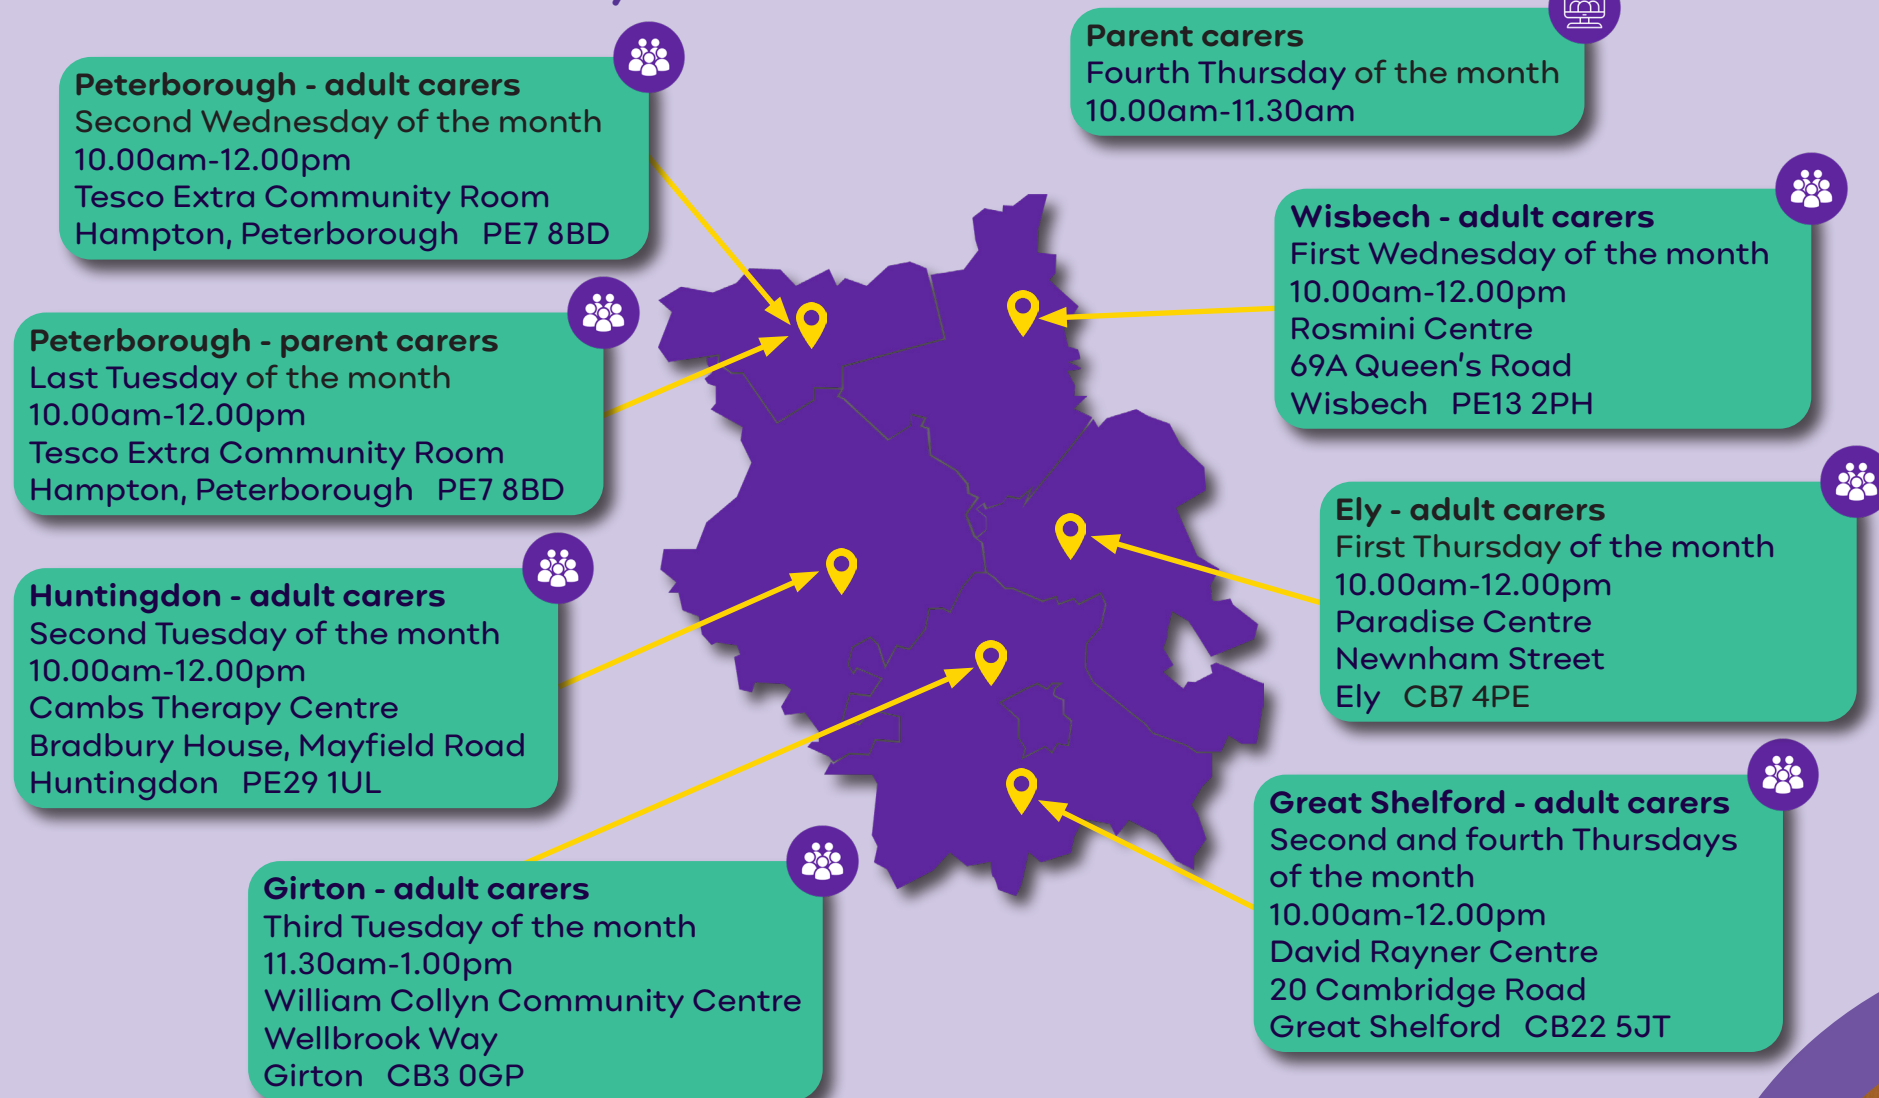 Peterborough - adult carers
Second Wednesday of the month
10.00am-12.00pm
Tesco Extra Community Room
Hampton, Peterborough PE7 8BD
Parent carers
Fourth Thursday of the month
10.00am-11.30am
Wisbech - adult carers
First Wednesday of the month
10.00am-12.00pm
Rosmini Centre
69A Queen's Road
Wisbech PE13 2PH
Peterborough - parent carers
Last Tuesday of the month
10.00am-12.00pm
Tesco Extra Community Room
Hampton, Peterborough PE7 8BD
Ely - adult carers
First Thursday of the month
10.00am-12.00pm
Paradise Centre
Newnham Street
Ely CB7 4PE
Huntingdon - adult carers
Second Tuesday of the month
10.00am-12.00pm
Cambs Therapy Centre
Bradbury House, Mayfield Road
Huntingdon PE29 1UL
Great Shelford - adult carers
Second and fourth Thursdays
of the month
10.00am-12.00pm
David Rayner Centre
20 Cambridge Road
Great Shelford CB22 5JT
Girton - adult carers
Third Tuesday of the month
11.30am-1.00pm
William Collyn Community Centre
Wellbrook Way
Girton CB3 0GP